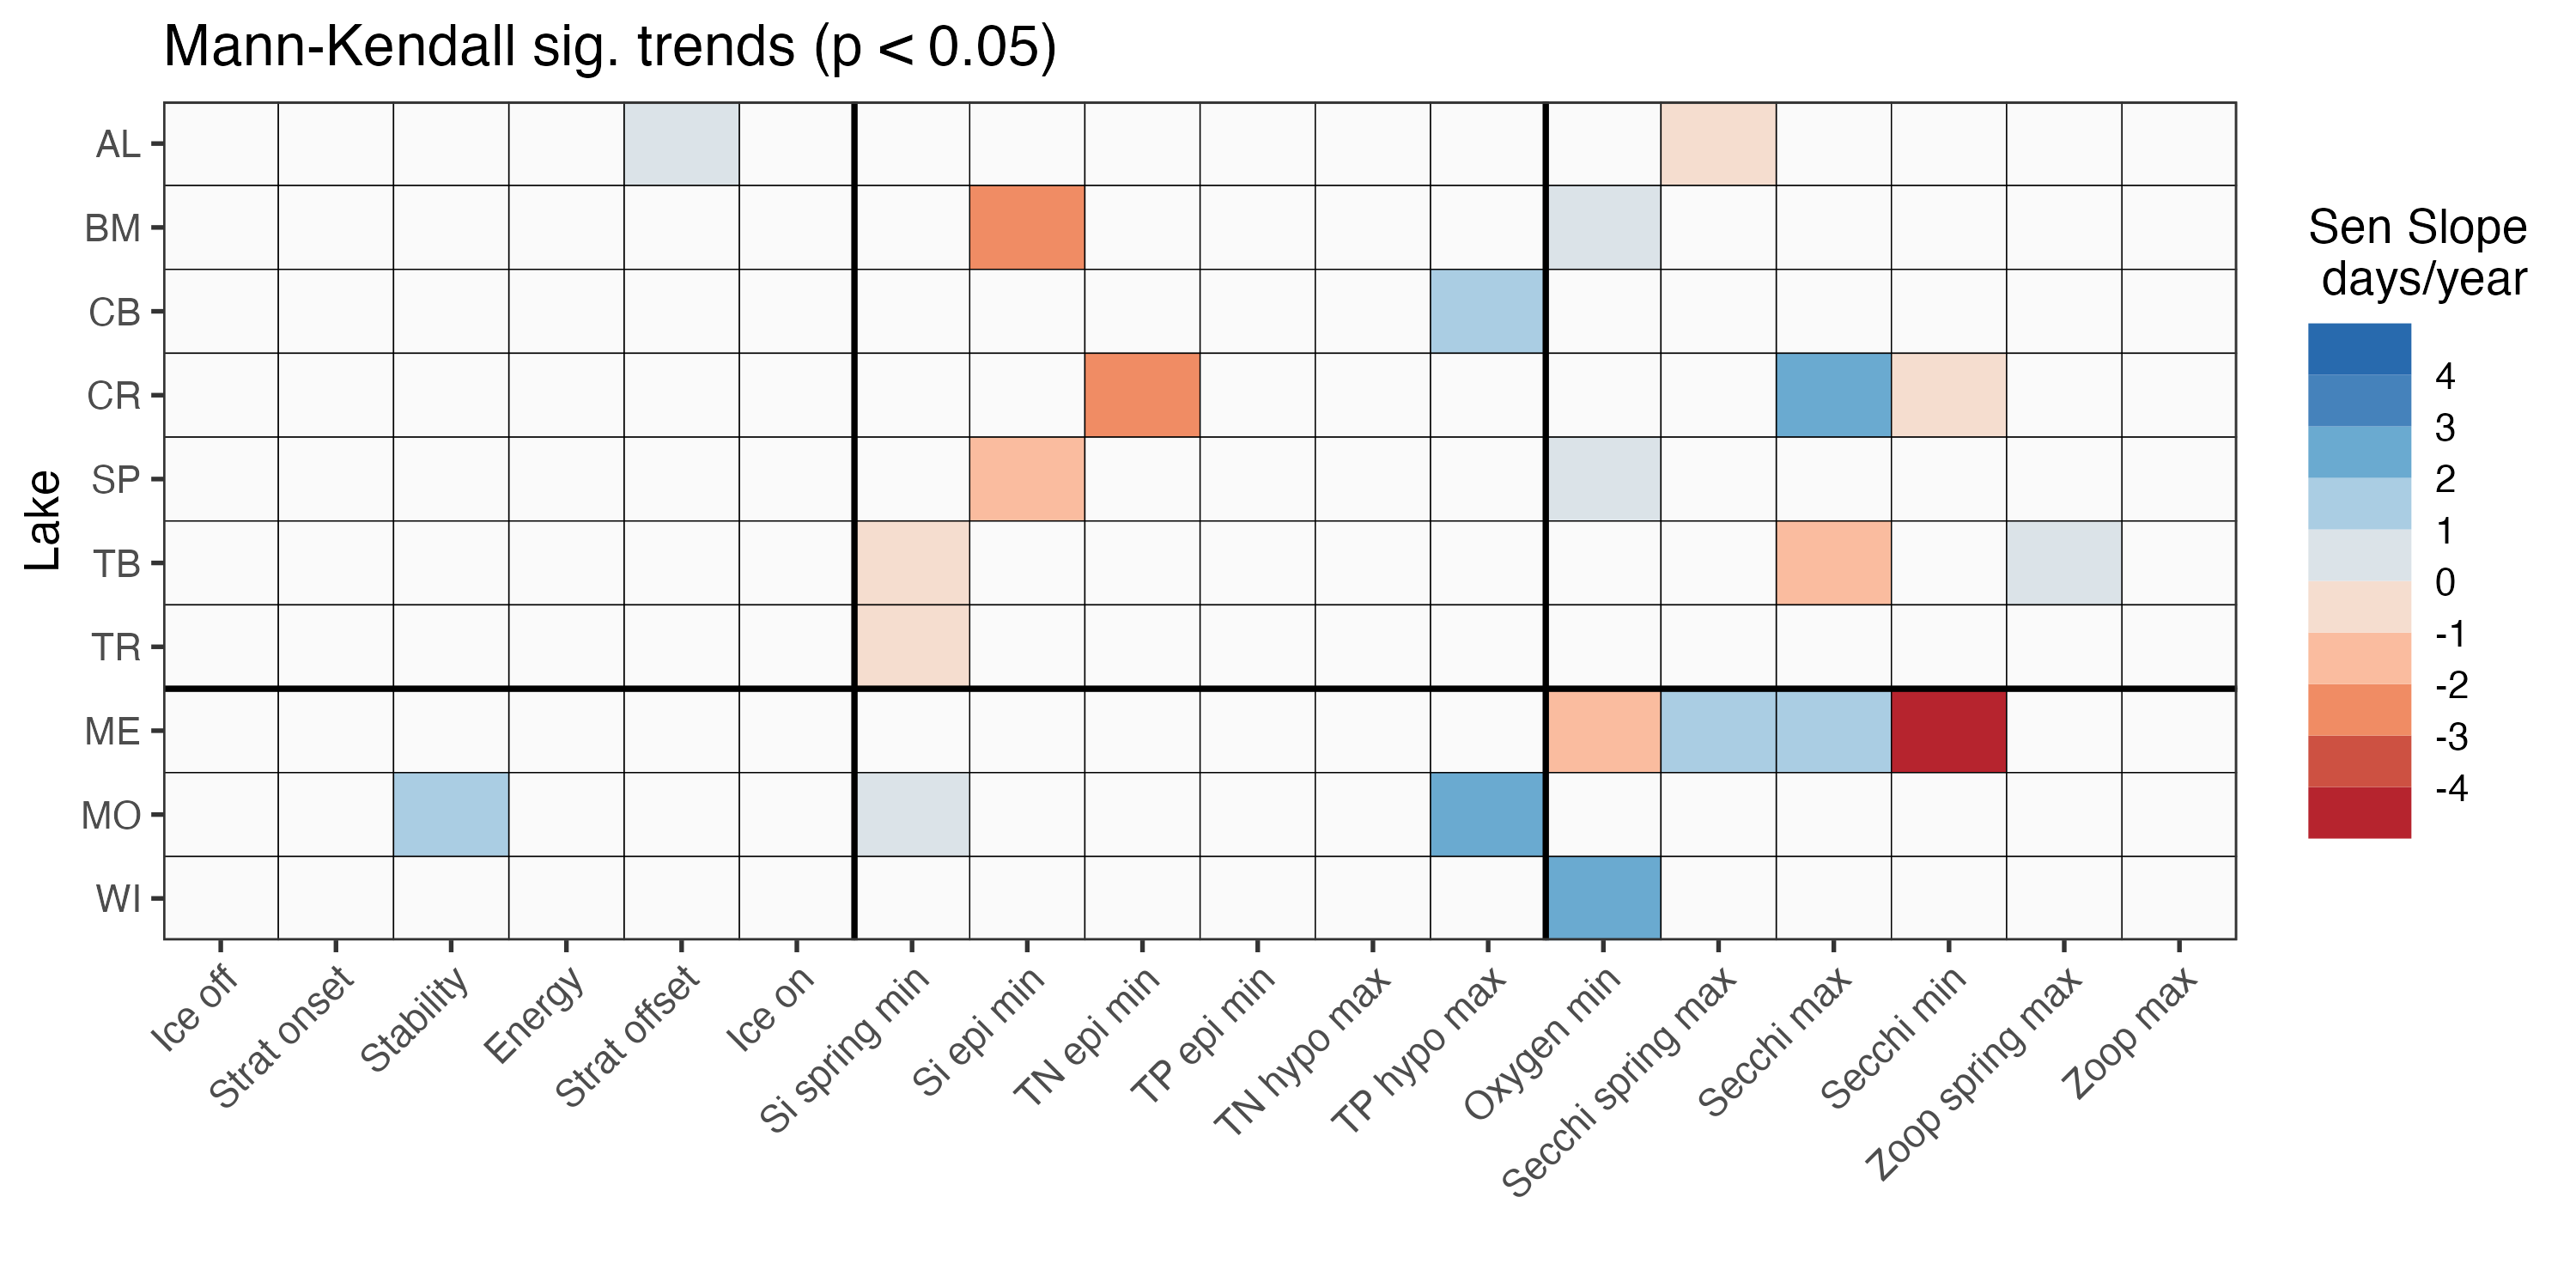 Mann-Kendall sig. trends (p < 0.05)
Lake
AL
BM
CB
CR
SP
TB
TR
ME
MO
WI
Ice off
Strat onset
Stability
Energy
Strat offset
Ice on
Si spring min
Si epi min
TN epi min
TP epi min
TN hypo max
TP hypo max
Oxygen min
Secchi spring max
Secchi max
Secchi min
Zoop spring max
Zoop max
Sen Slope
days/year
4
3
2
1
0
-1
-2
-3
-4